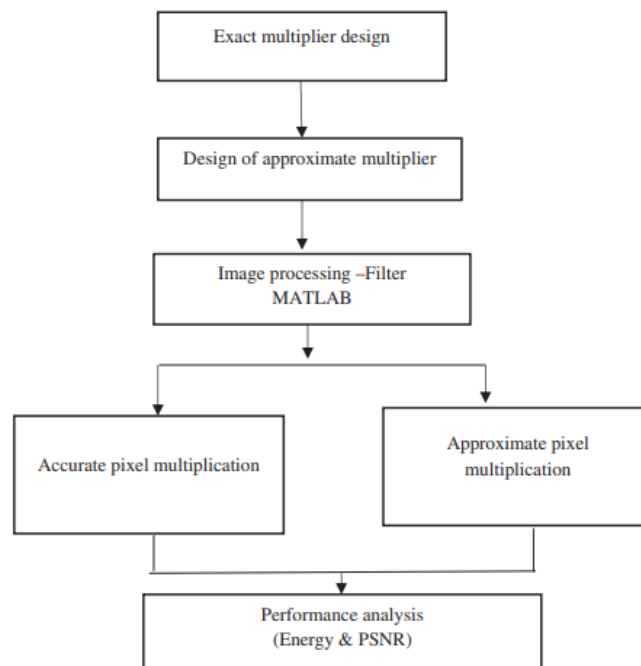 Exact multiplier design
Design of approximate multiplier
Image processing –Filter
MATLAB
Accurate pixel multiplication
Approximate pixel
multiplication
Performance analysis
(Energy & PSNR)